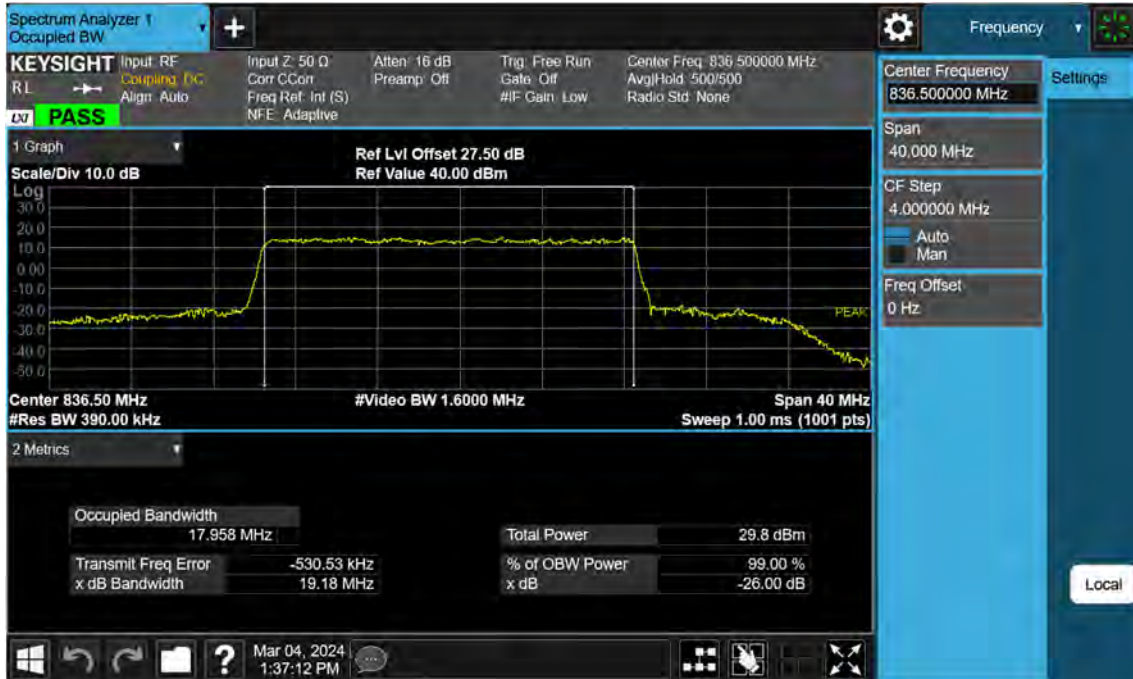 Spectrum Analyzer 1
Occupied BW
Frequency
KEYSIGHT
Input: RF
Coupling: DC
Align: Auto
Input Z: 50 Ω
Corr CCorr
Freq Ref: Int (S)
NFE: Adaptive
Atten: 16 dB
Preamp: Off
Trig: Free Run
Gate: Off
#IF Gain: Low
Center Freq: 836.500000 MHz
Avg|Hold: 500/500
Radio Std: None
RL
LXI
PASS
Center Frequency
836.500000 MHz
Settings
Span
40.000 MHz
CF Step
4.000000 MHz
Auto
Man
Freq Offset
0 Hz
1 Graph
Scale/Div 10.0 dB
Ref Lvl Offset 27.50 dB
Ref Value 40.00 dBm
Log
30.0
20.0
10.0
0.00
-10.0
-20.0
-30.0
-40.0
-50.0
PEAK
Center 836.50 MHz
#Video BW 1.6000 MHz
Span 40 MHz
#Res BW 390.00 kHz
Sweep 1.00 ms (1001 pts)
2 Metrics
Occupied Bandwidth
17.958 MHz
Total Power 29.8 dBm
Transmit Freq Error -530.53 kHz
% of OBW Power 99.00 %
x dB Bandwidth 19.18 MHz
x dB -26.00 dB
Local
?
Mar 04, 2024
1:37:12 PM